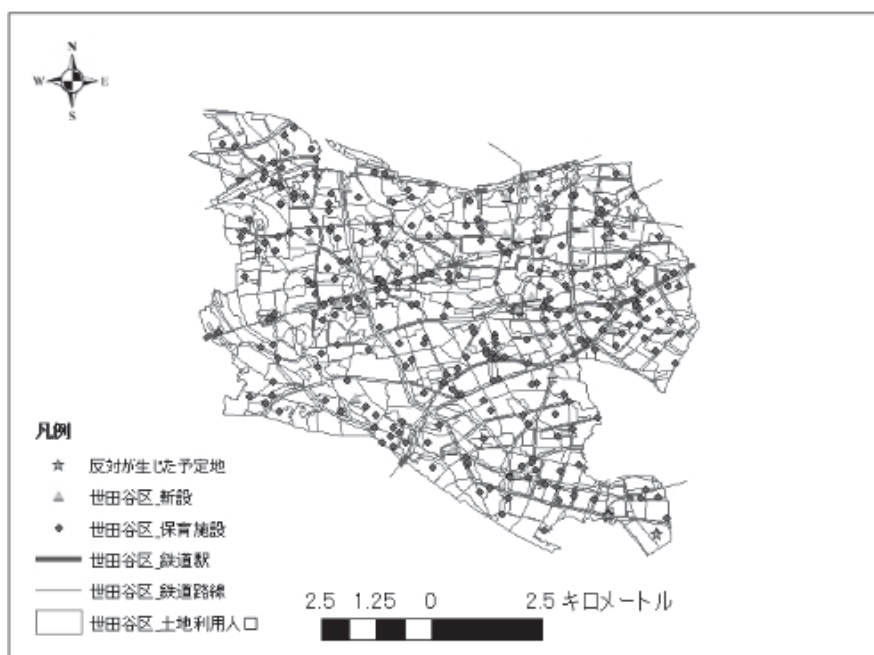 N
W E
S
凡例
反対が生じた予定地
世田谷区_新設
世田谷区_保育施設
世田谷区_鉄道駅
世田谷区_鉄道路線
世田谷区_土地利用人口
2.5 1.25 0 2.5 キロメートル